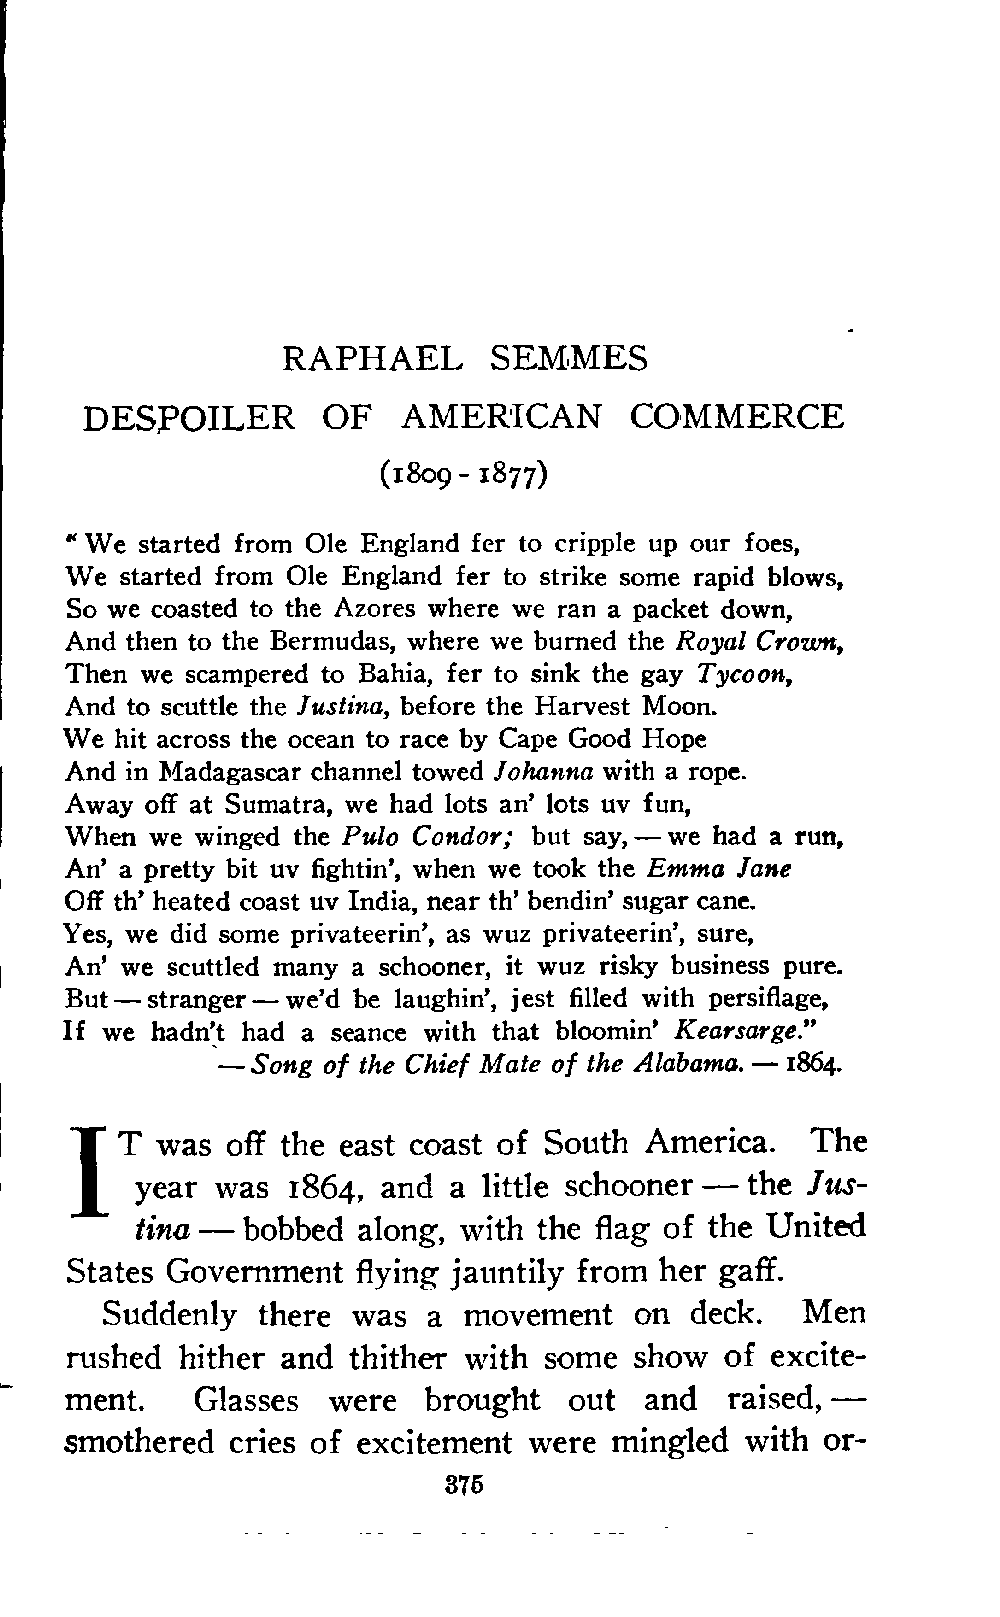 RAPHAEL SEMMES
DESPOILER OF AMERICAN COMMERCE
(1809 - 1877)
"We started from Ole England fer to cripple up our foes,
We started from Ole England fer to strike some rapid blows,
So we coasted to the Azores where we ran a packet down,
And then to the Bermudas, where we burned the Royal Crown,
Then we scampered to Bahia, fer to sink the gay Tycoon,
And to scuttle the Justina, before the Harvest Moon.
We hit across the ocean to race by Cape Good Hope
And in Madagascar channel towed Johanna with a rope.
Away off at Sumatra, we had lots an' lots uv fun,
When we winged the Pulo Condor; but say, — we had a run,
An' a pretty bit uv fightin', when we took the Emma Jane
Off th' heated coast uv India, near th' bendin' sugar cane.
Yes, we did some privateerin', as wuz privateerin', sure,
An' we scuttled many a schooner, it wuz risky business pure.
But — stranger — we'd be laughin', jest filled with persiflage,
If we hadn't had a seance with that bloomin' Kearsarge."
— Song of the Chief Mate of the Alabama. — 1864.
IT was off the east coast of South America. The
year was 1864, and a little schooner — the Jus-
tina — bobbed along, with the flag of the United
States Government flying jauntily from her gaff.
Suddenly there was a movement on deck. Men
rushed hither and thither with some show of excite-
ment. Glasses were brought out and raised, —
smothered cries of excitement were mingled with or-
375